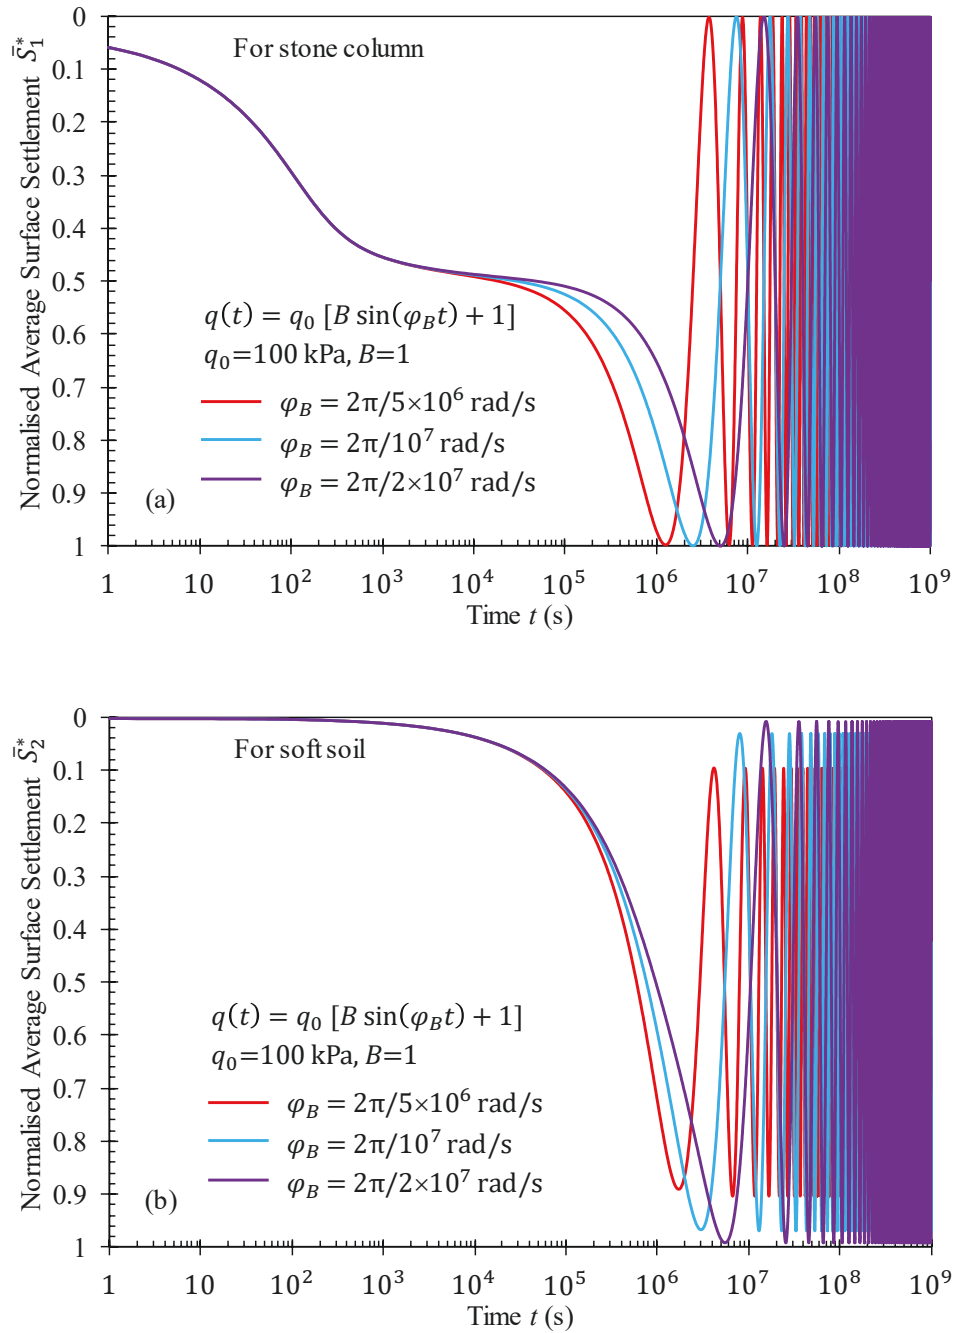 Normalised Average Surface Settlement S̄₁*
0
0.1
0.2
0.3
0.4
0.5
0.6
0.7
0.8
0.9
1
For stone column
q(t) = q₀ [B sin(φ_B t) + 1]
q₀=100 kPa, B=1
φ_B = 2π/5×10⁶ rad/s
φ_B = 2π/10⁷ rad/s
φ_B = 2π/2×10⁷ rad/s
(a)
1 10 10² 10³ 10⁴ 10⁵ 10⁶ 10⁷ 10⁸ 10⁹
Time t (s)
Normalised Average Surface Settlement S̄₂*
0
0.1
0.2
0.3
0.4
0.5
0.6
0.7
0.8
0.9
1
For soft soil
q(t) = q₀ [B sin(φ_B t) + 1]
q₀=100 kPa, B=1
φ_B = 2π/5×10⁶ rad/s
φ_B = 2π/10⁷ rad/s
φ_B = 2π/2×10⁷ rad/s
(b)
1 10 10² 10³ 10⁴ 10⁵ 10⁶ 10⁷ 10⁸ 10⁹
Time t (s)